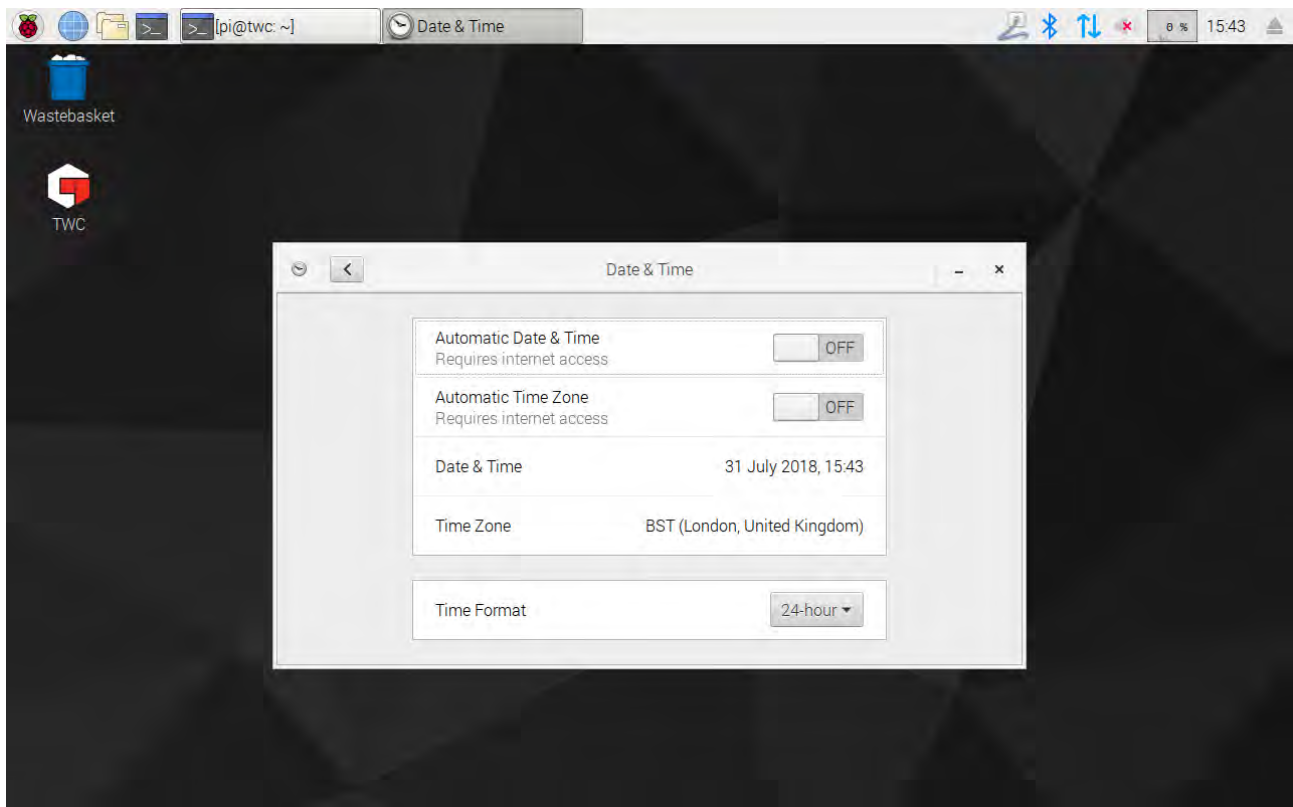 [pi@twc: ~]
Date & Time
0 %
15:43
Wastebasket
TWC
Date & Time
Automatic Date & Time
OFF
Requires internet access
Automatic Time Zone
OFF
Requires internet access
Date & Time
31 July 2018, 15:43
Time Zone
BST (London, United Kingdom)
Time Format
24-hour